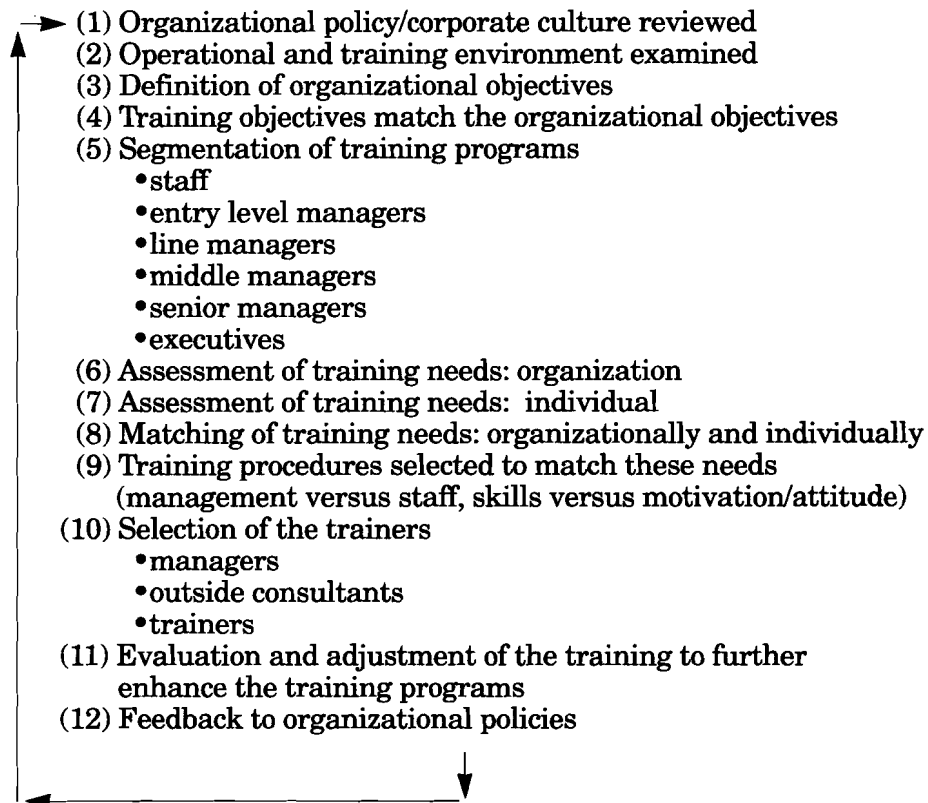 (1) Organizational policy/corporate culture reviewed
(2) Operational and training environment examined
(3) Definition of organizational objectives
(4) Training objectives match the organizational objectives
(5) Segmentation of training programs
•staff
•entry level managers
•line managers
•middle managers
•senior managers
•executives
(6) Assessment of training needs: organization
(7) Assessment of training needs: individual
(8) Matching of training needs: organizationally and individually
(9) Training procedures selected to match these needs
(management versus staff, skills versus motivation/attitude)
(10) Selection of the trainers
•managers
•outside consultants
•trainers
(11) Evaluation and adjustment of the training to further
enhance the training programs
(12) Feedback to organizational policies